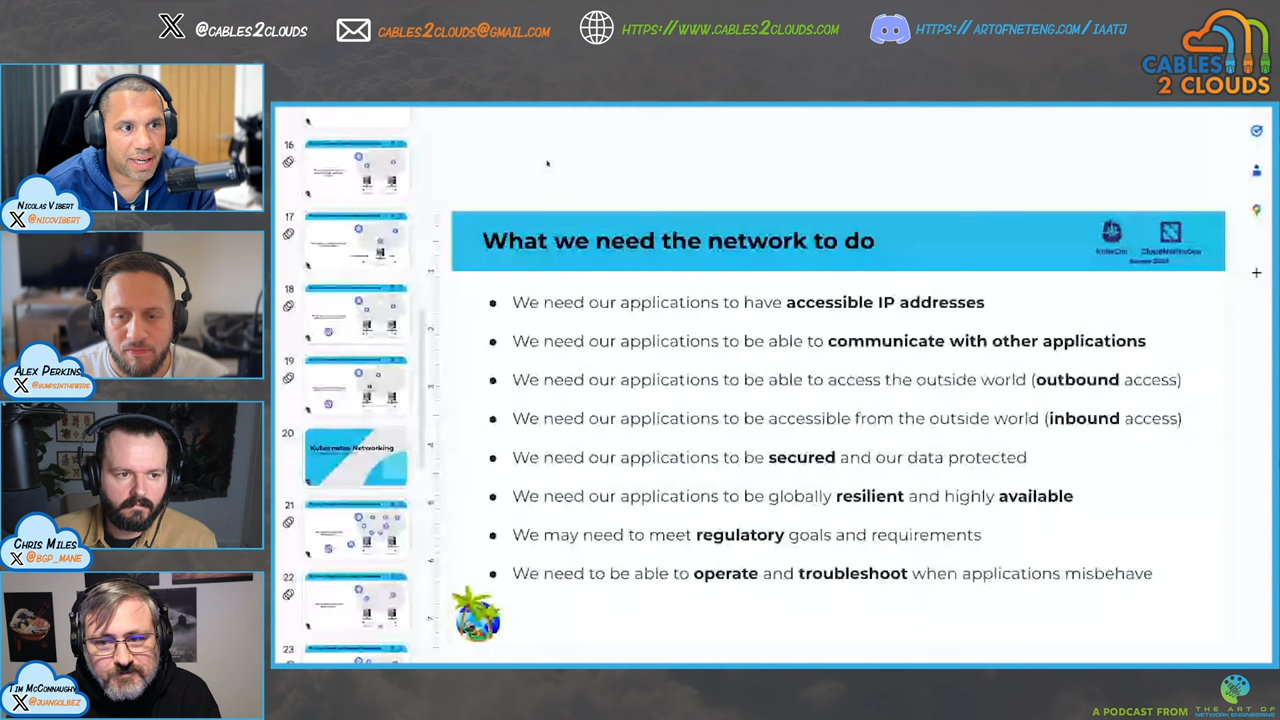 @CABLES2CLOUDS
CABLES2CLOUDS@GMAIL.COM
HTTPS://WWW.CABLES2CLOUDS.COM
HTTPS://ARTOFNETENG.COM/IAATJ
CABLES
2 CLOUDS
NICOLAS VIBERT
@NICOVIBERT
ALEX PERKINS
@BUMPSINTHEWIRE
CHRIS MILES
@BGP_MANE
TIM MCCONNAUGHY
@JUANGOLBEZ
16
17
18
19
20
Kubernetes Networking
21
22
23
What we need the network to do
KubeCon
CloudNativeCon
We need our applications to have accessible IP addresses
We need our applications to be able to communicate with other applications
We need our applications to be able to access the outside world (outbound access)
We need our applications to be accessible from the outside world (inbound access)
We need our applications to be secured and our data protected
We need our applications to be globally resilient and highly available
We may need to meet regulatory goals and requirements
We need to be able to operate and troubleshoot when applications misbehave
A PODCAST FROM
THE ART OF
NETWORK ENGINEERING